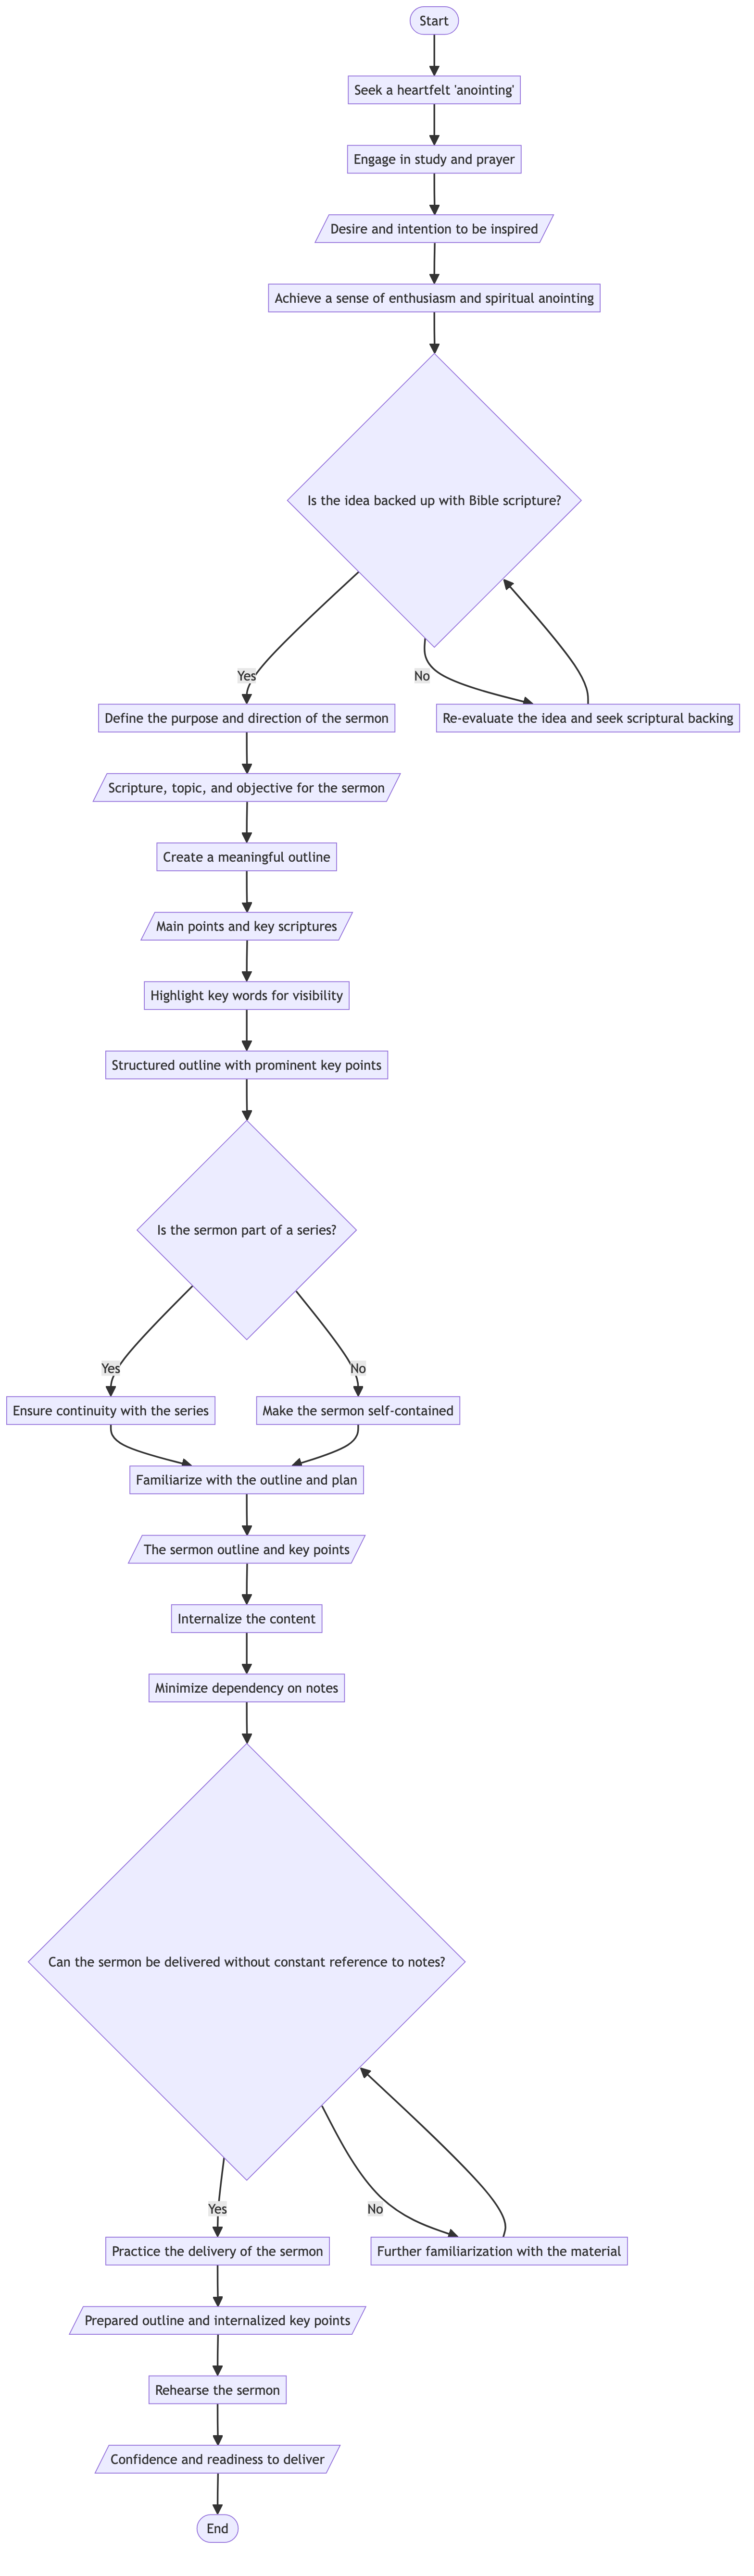 Start
Seek a heartfelt 'anointing'
Engage in study and prayer
Desire and intention to be inspired
Achieve a sense of enthusiasm and spiritual anointing
Is the idea backed up with Bible scripture?
Yes
No
Define the purpose and direction of the sermon
Re-evaluate the idea and seek scriptural backing
Scripture, topic, and objective for the sermon
Create a meaningful outline
Main points and key scriptures
Highlight key words for visibility
Structured outline with prominent key points
Is the sermon part of a series?
Yes
No
Ensure continuity with the series
Make the sermon self-contained
Familiarize with the outline and plan
The sermon outline and key points
Internalize the content
Minimize dependency on notes
Can the sermon be delivered without constant reference to notes?
Yes
No
Practice the delivery of the sermon
Further familiarization with the material
Prepared outline and internalized key points
Rehearse the sermon
Confidence and readiness to deliver
End